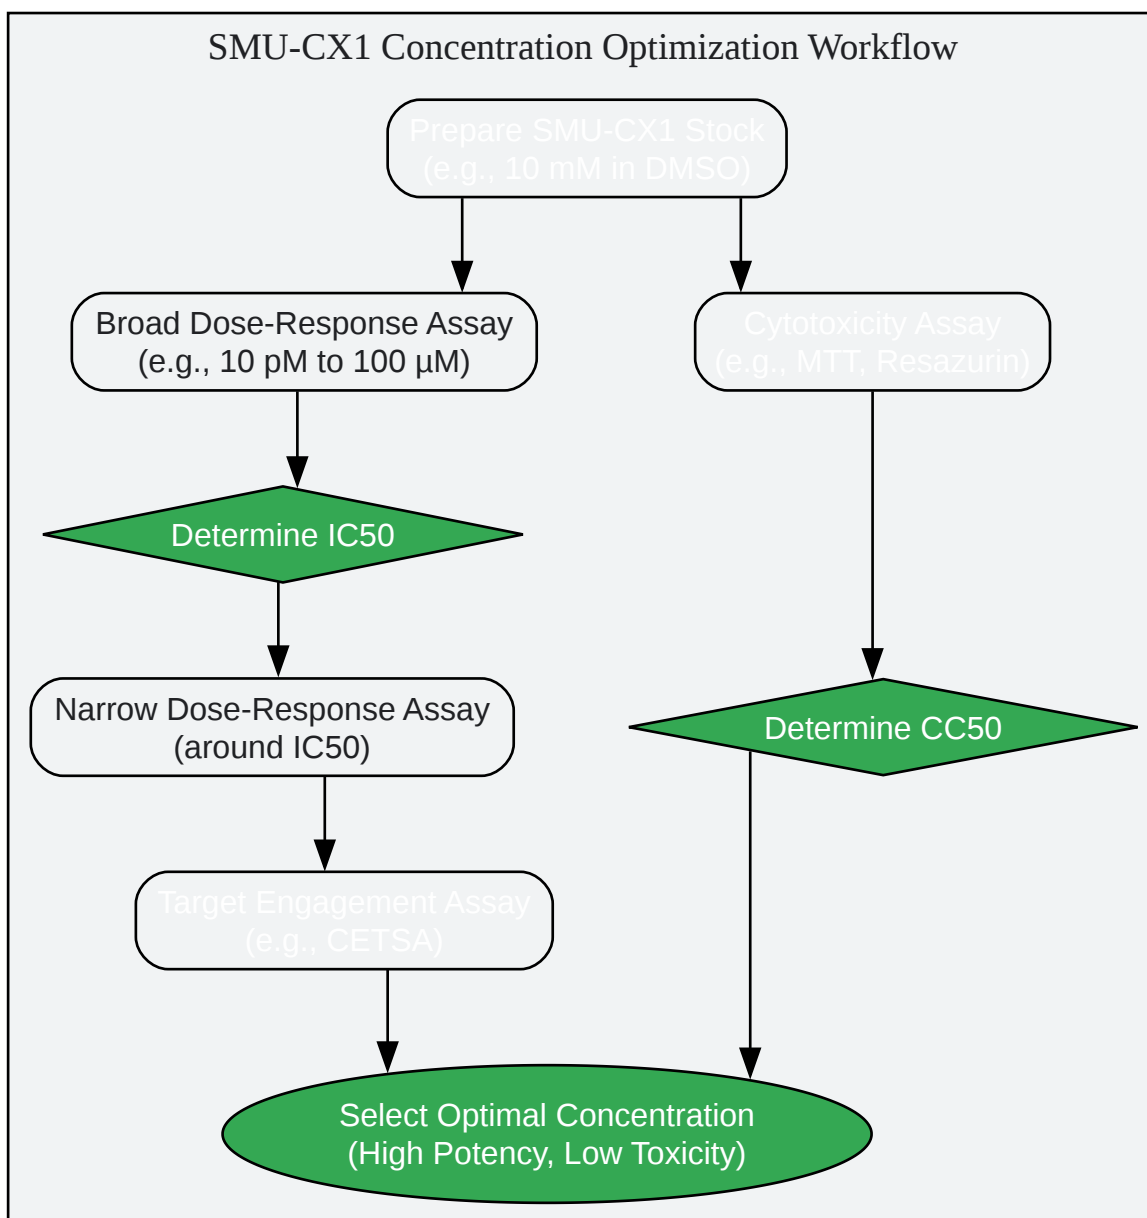 SMU-CX1 Concentration Optimization Workflow
Prepare SMU-CX1 Stock
(e.g., 10 mM in DMSO)
Broad Dose-Response Assay
(e.g., 10 pM to 100 µM)
Cytotoxicity Assay
(e.g., MTT, Resazurin)
Determine IC50
Narrow Dose-Response Assay
(around IC50)
Determine CC50
Target Engagement Assay
(e.g., CETSA)
Select Optimal Concentration
(High Potency, Low Toxicity)